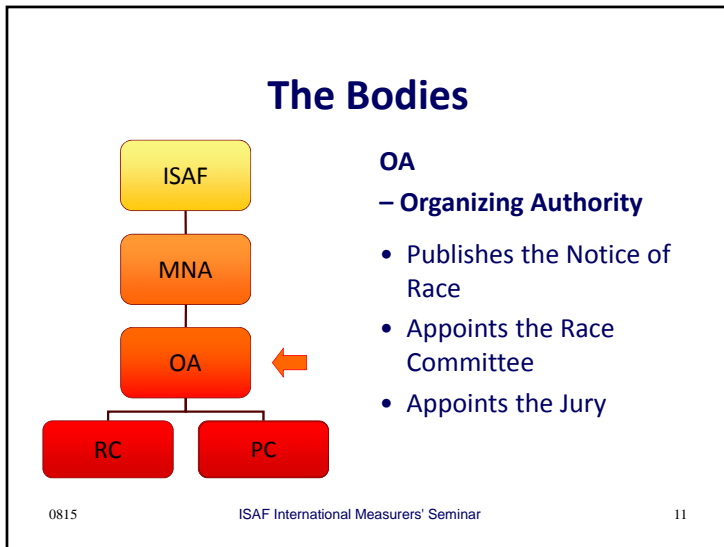 The Bodies
ISAF
MNA
OA
RC
PC
OA
– Organizing Authority
• Publishes the Notice of
Race
• Appoints the Race
Committee
• Appoints the Jury
0815
ISAF International Measurers' Seminar
11